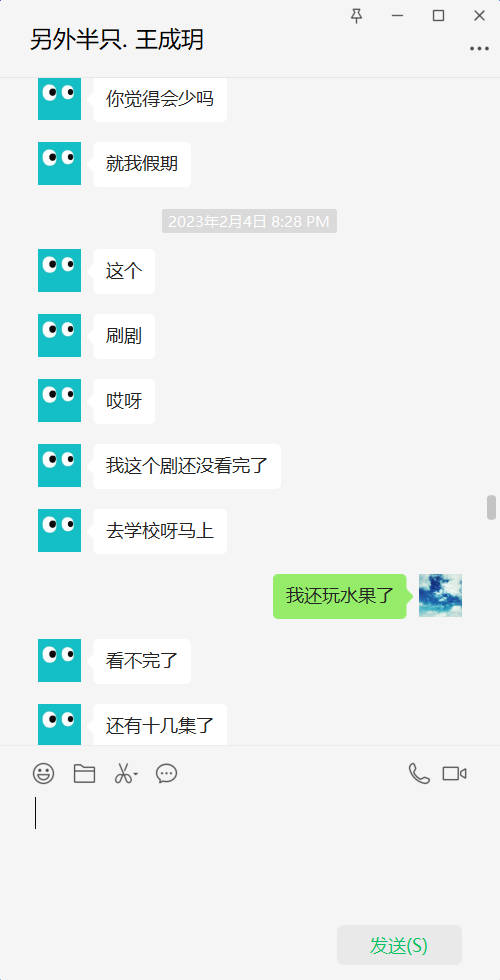 另外半只. 王成玥
你觉得会少吗
就我假期
2023年2月4日 8:28 PM
这个
刷剧
哎呀
我这个剧还没看完了
去学校呀马上
我还玩水果了
看不完了
还有十几集了
发送(S)